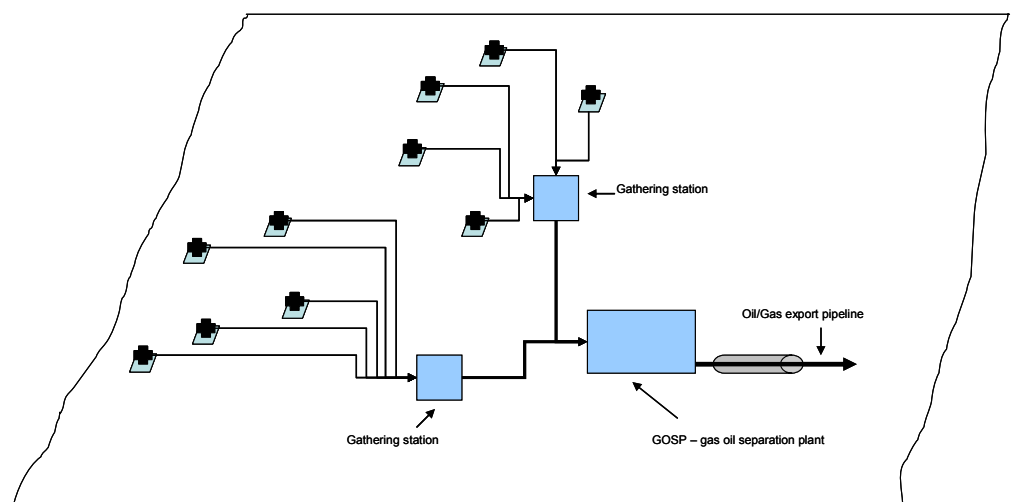 Gathering station
Oil/Gas export pipeline
Gathering station
GOSP – gas oil separation plant